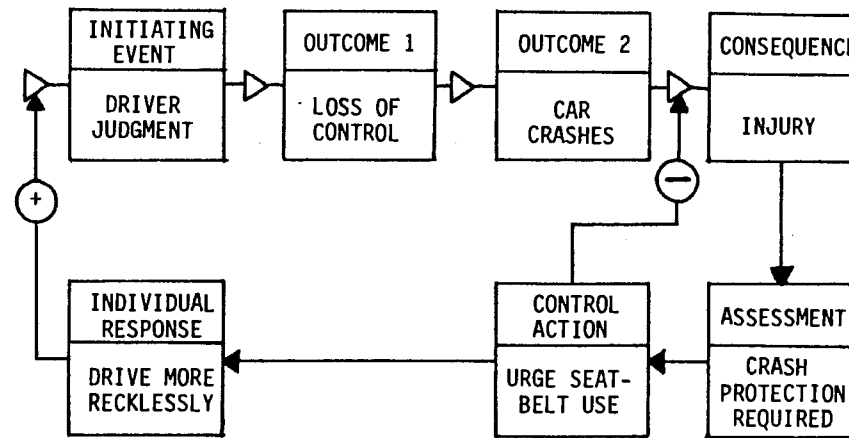 INITIATING
EVENT
DRIVER
JUDGMENT
OUTCOME 1
LOSS OF
CONTROL
OUTCOME 2
CAR
CRASHES
CONSEQUENCE
INJURY
+
−
INDIVIDUAL
RESPONSE
DRIVE MORE
RECKLESSLY
CONTROL
ACTION
URGE SEAT-
BELT USE
ASSESSMENT
CRASH
PROTECTION
REQUIRED